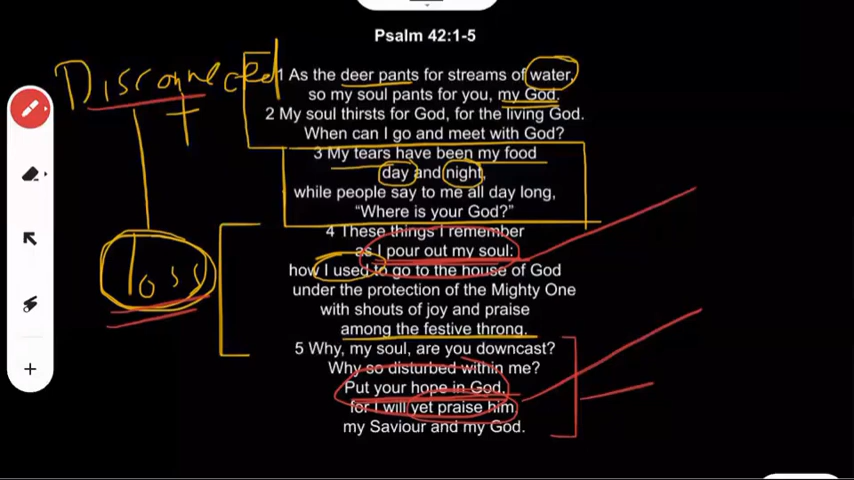 Psalm 42:1-5
Disconnected
1 As the deer pants for streams of water,
so my soul pants for you, my God.
2 My soul thirsts for God, for the living God.
When can I go and meet with God?
3 My tears have been my food
day and night,
while people say to me all day long,
“Where is your God?”
4 These things I remember
as I pour out my soul:
loss
how I used to go to the house of God
under the protection of the Mighty One
with shouts of joy and praise
among the festive throng.
5 Why, my soul, are you downcast?
Why so disturbed within me?
Put your hope in God,
for I will yet praise him,
my Saviour and my God.